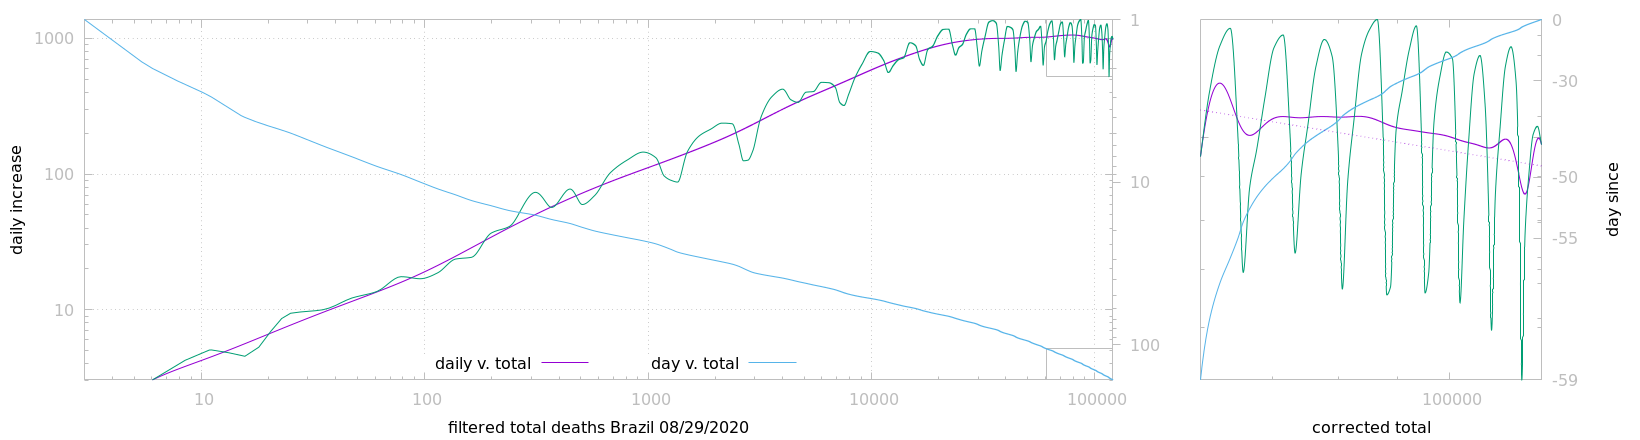 daily increase
1000
100
10
10
100
1000
10000
100000
1
10
100
daily v. total
day v. total
filtered total deaths Brazil 08/29/2020
0
-30
-50
-55
-59
day since
100000
corrected total